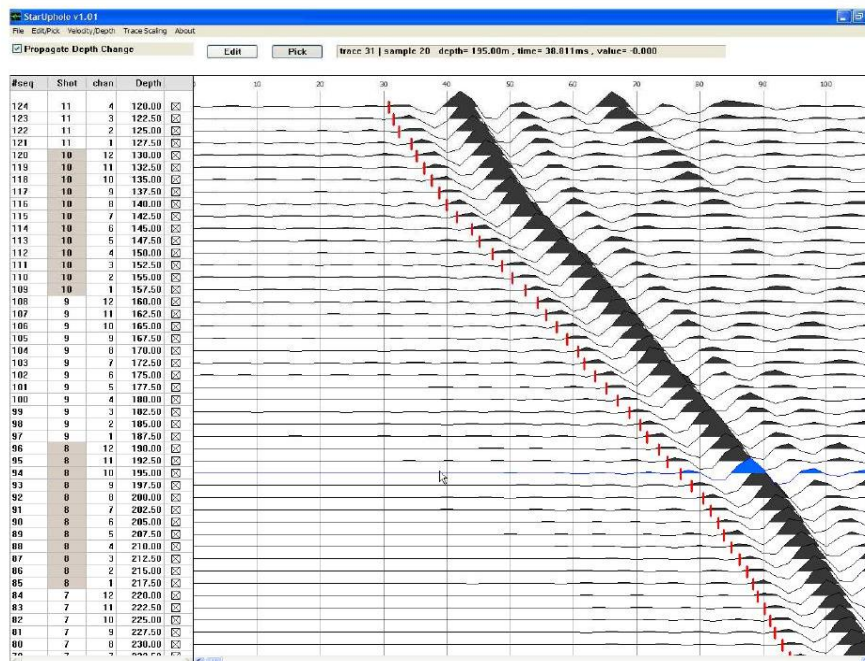 StarUphole v1.01
File Edit/Pick Velocity/Depth Trace Scaling About
Propagate Depth Change Edit Pick trace 31 | sample 20 depth= 195.00m , time= 38.811ms , value= -0.000
#seq Shot chan Depth 0 10 20 30 40 50 60 70 80 90 100
124 11 4 120.00
123 11 3 122.50
122 11 2 125.00
121 11 1 127.50
120 10 12 130.00
119 10 11 132.50
118 10 10 135.00
117 10 9 137.50
116 10 8 140.00
115 10 7 142.50
114 10 6 145.00
113 10 5 147.50
112 10 4 150.00
111 10 3 152.50
110 10 2 155.00
109 10 1 157.50
108 9 12 160.00
107 9 11 162.50
106 9 10 165.00
105 9 9 167.50
104 9 8 170.00
103 9 7 172.50
102 9 6 175.00
101 9 5 177.50
100 9 4 180.00
99 9 3 182.50
98 9 2 185.00
97 9 1 187.50
96 8 12 190.00
95 8 11 192.50
94 8 10 195.00
93 8 9 197.50
92 8 8 200.00
91 8 7 202.50
90 8 6 205.00
89 8 5 207.50
88 8 4 210.00
87 8 3 212.50
86 8 2 215.00
85 8 1 217.50
84 7 12 220.00
83 7 11 222.50
82 7 10 225.00
81 7 9 227.50
80 7 8 230.00